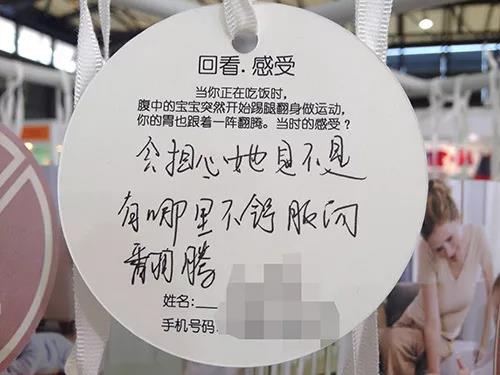 回看.感受
当你正在吃饭时,
腹中的宝宝突然开始踢腿翻身做运动,
你的胃也跟着一阵翻腾。当时的感受?
会担心她是不是
有哪里不舒服而
翻腾
姓名:
手机号码